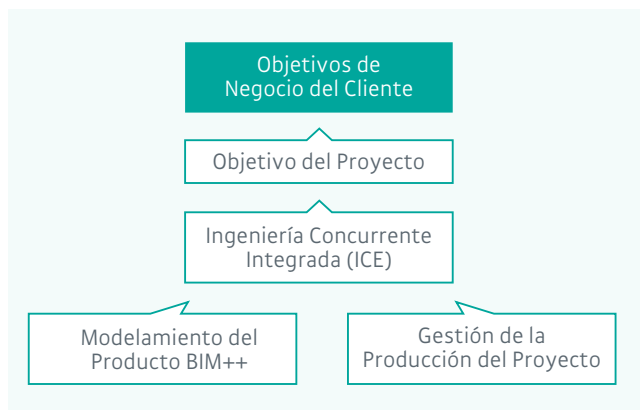 Objetivos de
Negocio del Cliente
Objetivo del Proyecto
Ingeniería Concurrente
Integrada (ICE)
Modelamiento del
Producto BIM++
Gestión de la
Producción del Proyecto